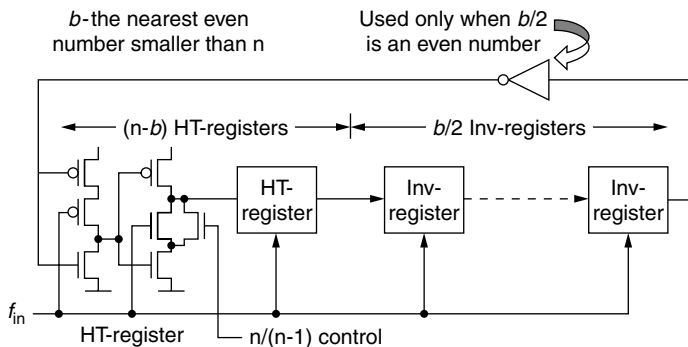 b-the nearest even
number smaller than n
Used only when b/2
is an even number
(n-b) HT-registers
b/2 Inv-registers
HT-
register
Inv-
register
Inv-
register
fin
HT-register
n/(n-1) control